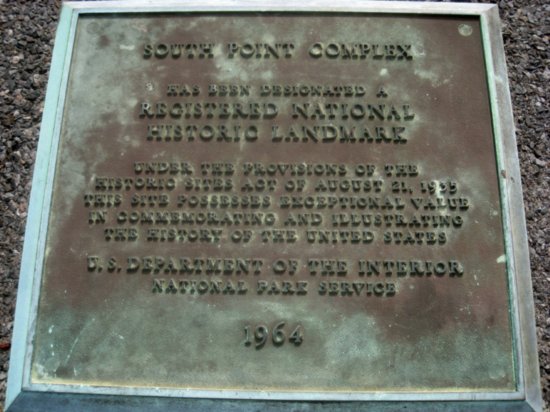 SOUTH POINT COMPLEX
HAS BEEN DESIGNATED A
REGISTERED NATIONAL
HISTORIC LANDMARK
UNDER THE PROVISIONS OF THE
HISTORIC SITES ACT OF AUGUST 21, 1935
THIS SITE POSSESSES EXCEPTIONAL VALUE
IN COMMEMORATING AND ILLUSTRATING
THE HISTORY OF THE UNITED STATES
U. S. DEPARTMENT OF THE INTERIOR
NATIONAL PARK SERVICE
1964